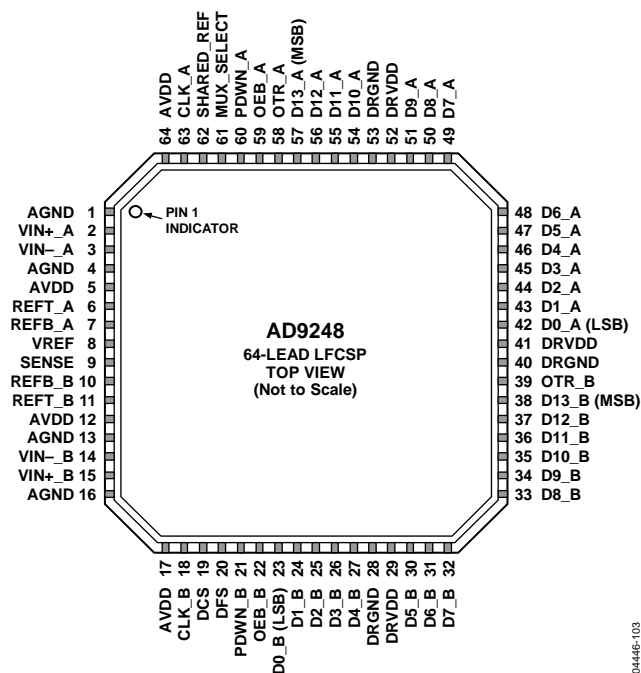 64 AVDD
63 CLK_A
62 SHARED_REF
61 MUX_SELECT
60 PDWN_A
59 OEB_A
58 OTR_A
57 D13_A (MSB)
56 D12_A
55 D11_A
54 D10_A
53 DRGND
52 DRVDD
51 D9_A
50 D8_A
49 D7_A
AGND 1
VIN+_A 2
VIN–_A 3
AGND 4
AVDD 5
REFT_A 6
REFB_A 7
VREF 8
SENSE 9
REFB_B 10
REFT_B 11
AVDD 12
AGND 13
VIN–_B 14
VIN+_B 15
AGND 16
PIN 1
INDICATOR
AD9248
64-LEAD LFCSP
TOP VIEW
(Not to Scale)
48 D6_A
47 D5_A
46 D4_A
45 D3_A
44 D2_A
43 D1_A
42 D0_A (LSB)
41 DRVDD
40 DRGND
39 OTR_B
38 D13_B (MSB)
37 D12_B
36 D11_B
35 D10_B
34 D9_B
33 D8_B
AVDD 17
CLK_B 18
DCS 19
DFS 20
PDWN_B 21
OEB_B 22
D0_B (LSB) 23
D1_B 24
D2_B 25
D3_B 26
D4_B 27
DRGND 28
DRVDD 29
D5_B 30
D6_B 31
D7_B 32
04446-103